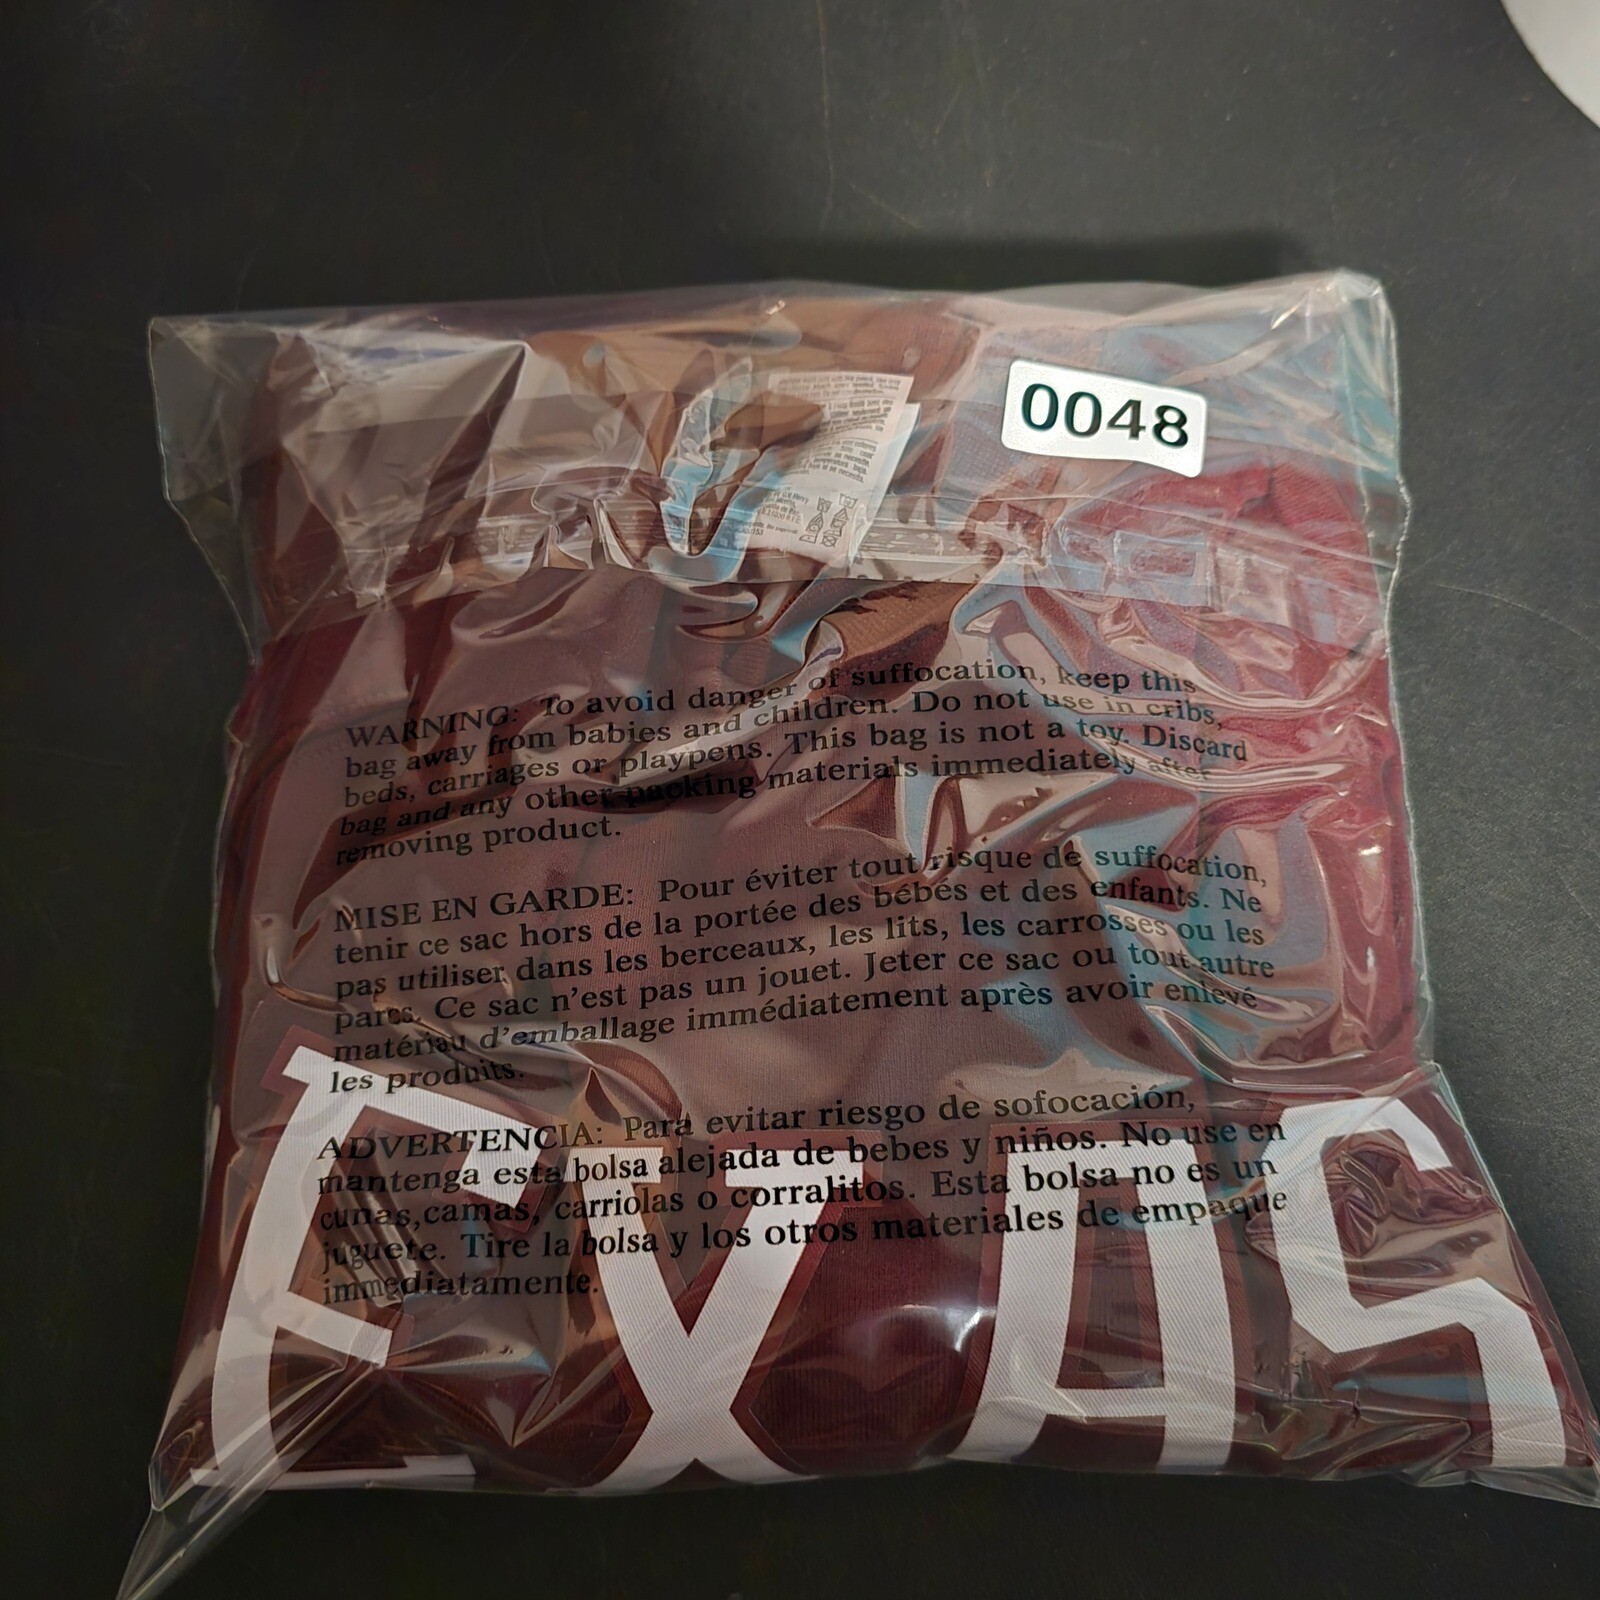 0048
WARNING: To avoid danger of suffocation, keep this
bag away from babies and children. Do not use in cribs,
beds, carriages or playpens. This bag is not a toy. Discard
bag and any other packing materials immediately after
removing product.
MISE EN GARDE: Pour éviter tout risque de suffocation,
tenir ce sac hors de la portée des bébés et des enfants. Ne
pas utiliser dans les berceaux, les lits, les carrosses ou les
parcs. Ce sac n'est pas un jouet. Jeter ce sac ou tout autre
matériau d'emballage immédiatement après avoir enlevé
les produits.
ADVERTENCIA: Para evitar riesgo de sofocación,
mantenga esta bolsa alejada de bebes y niños. No use en
cunas,camas, carriolas o corralitos. Esta bolsa no es un
juguete. Tire la bolsa y los otros materiales de empaque
immediatamente.
EXAS